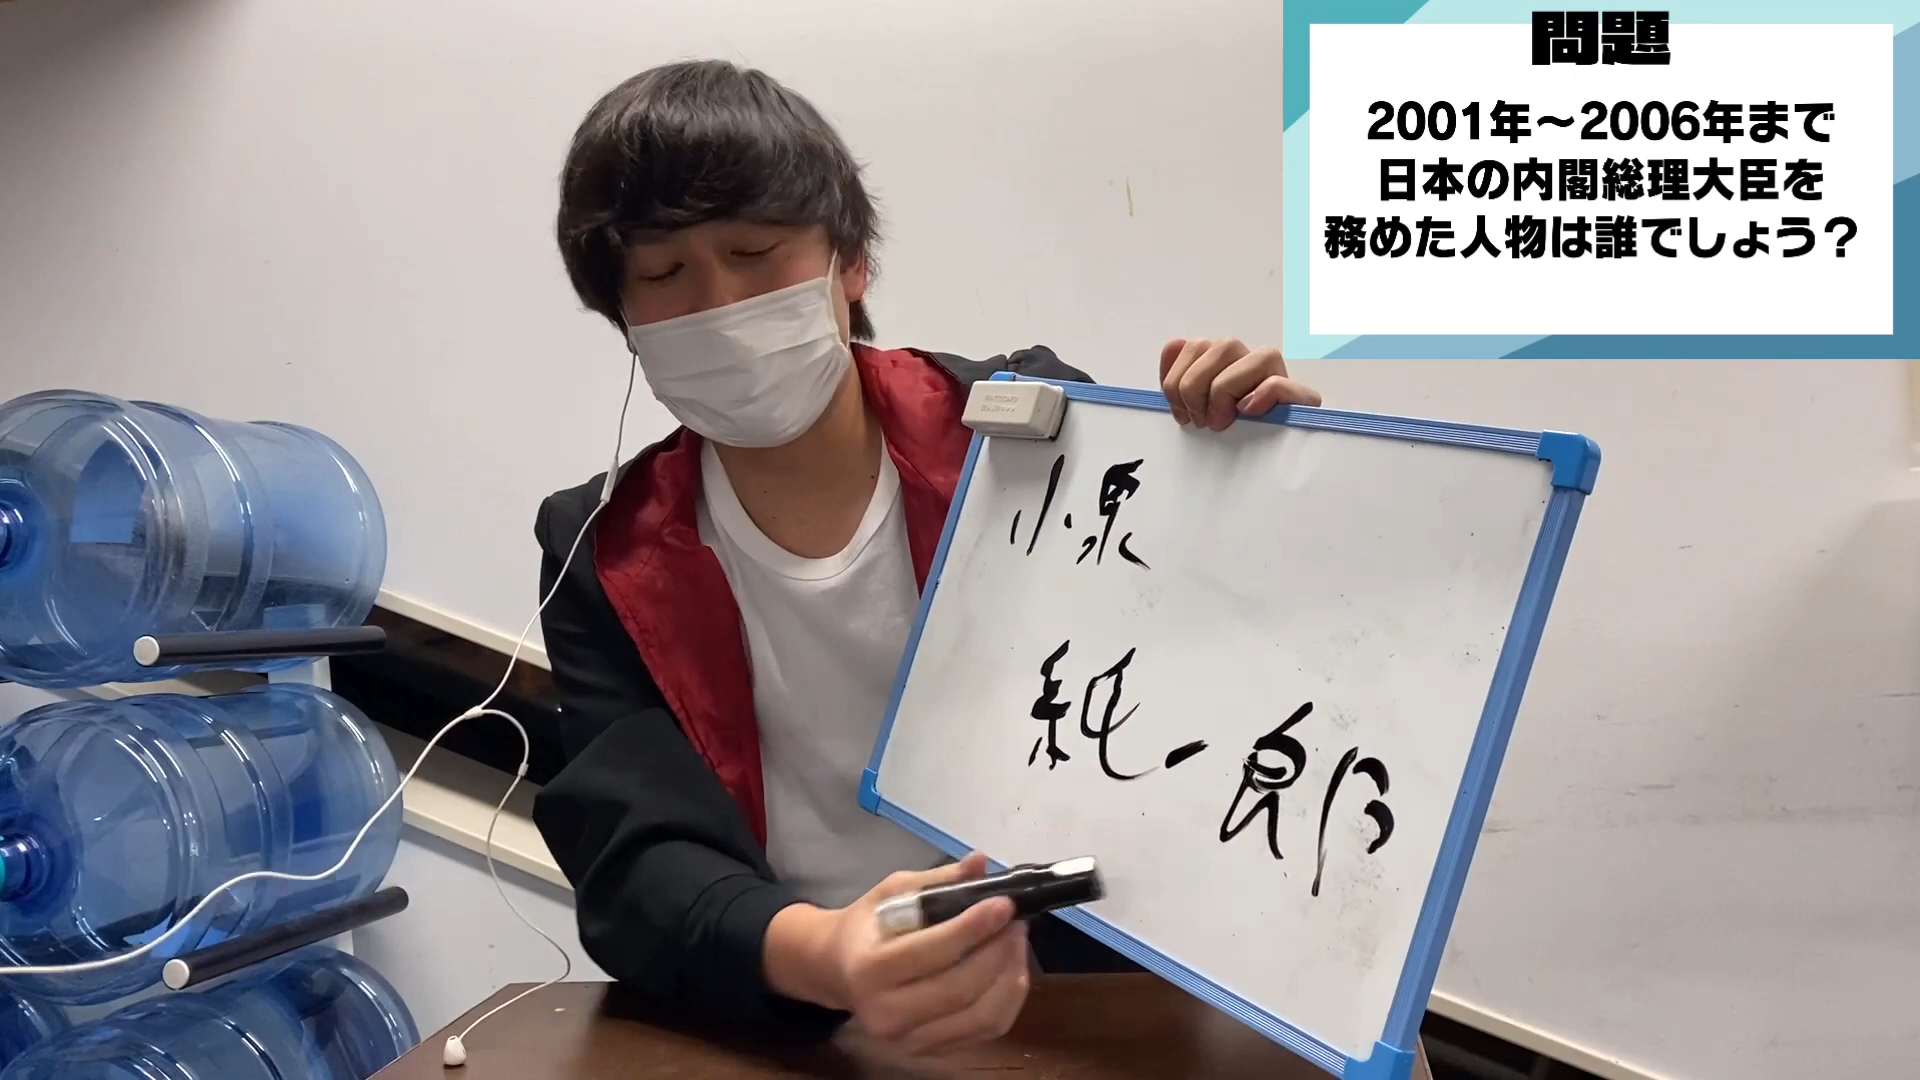 問題
2001年～2006年まで
日本の内閣総理大臣を
務めた人物は誰でしょう？
小泉
純一郎